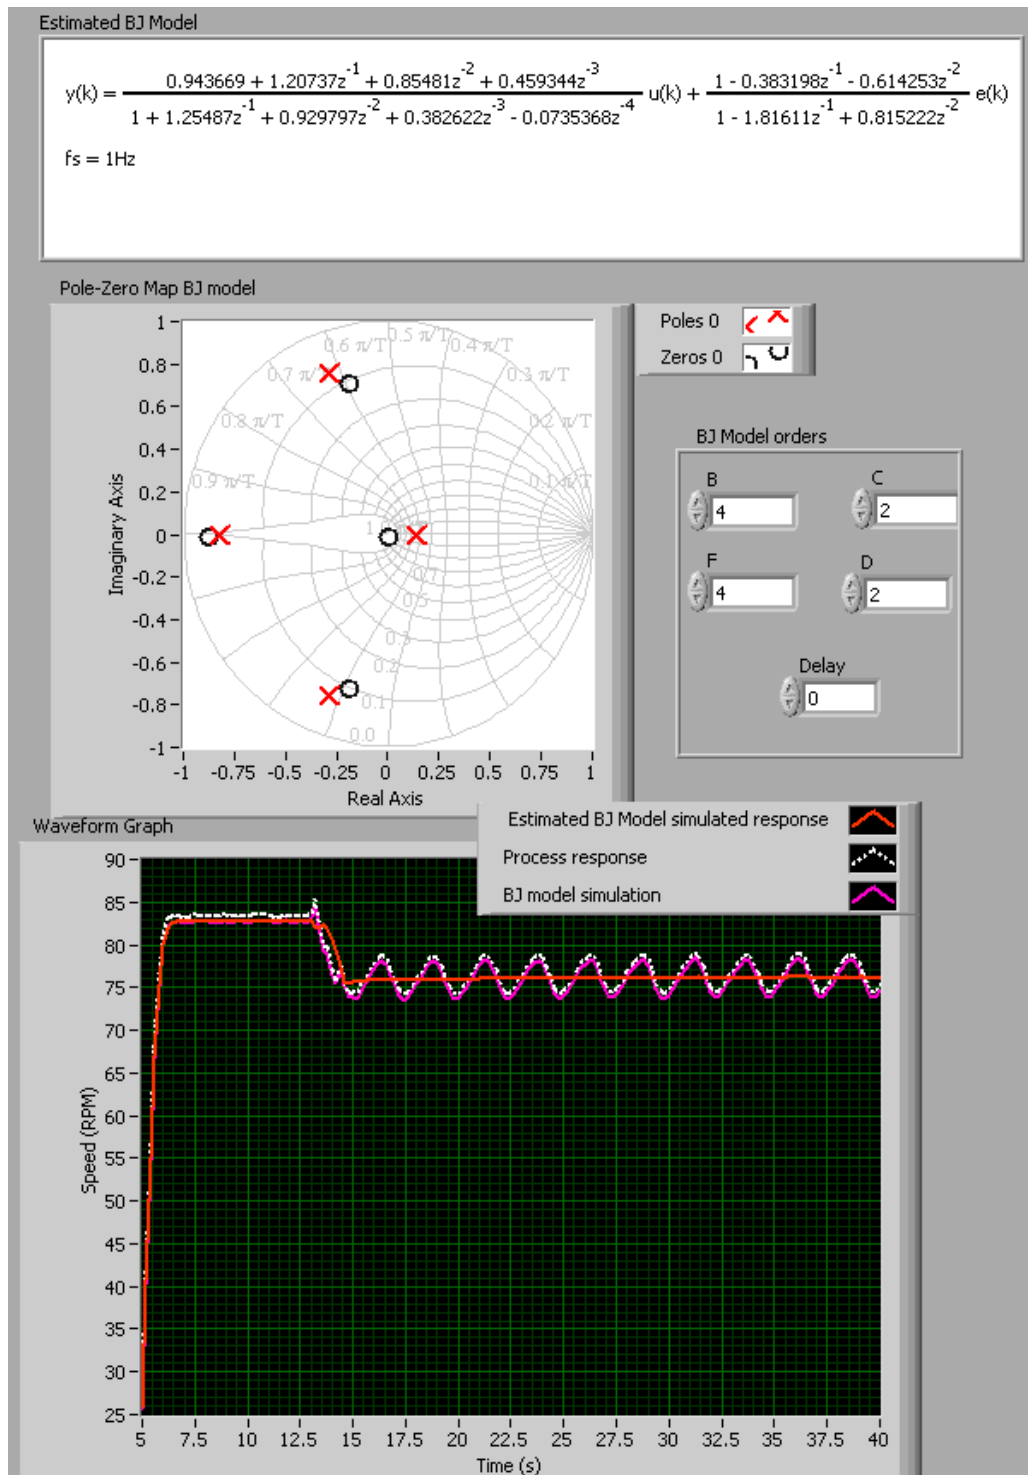 Estimated BJ Model
y(k) = (0.943669 + 1.20737z^-1 + 0.85481z^-2 + 0.459344z^-3) / (1 + 1.25487z^-1 + 0.929797z^-2 + 0.382622z^-3 - 0.0735368z^-4) u(k) + (1 - 0.383198z^-1 - 0.614253z^-2) / (1 - 1.81611z^-1 + 0.815222z^-2) e(k)
fs = 1Hz
Pole-Zero Map BJ model
Poles 0
Zeros 0
1
0.8
0.6
0.4
0.2
0
-0.2
-0.4
-0.6
-0.8
-1
Imaginary Axis
0.5 π/T
0.6 π/T
0.4 π/T
0.7 π/T
0.3 π/T
0.8 π/T
0.2 π/T
0.9 π/T
0.1 π/T
0.3
0.2
0.1
0.0
-1 -0.75 -0.5 -0.25 0 0.25 0.5 0.75 1
Real Axis
BJ Model orders
B
4
C
2
F
4
D
2
Delay
0
Waveform Graph
Estimated BJ Model simulated response
Process response
BJ model simulation
90
85
80
75
70
65
60
55
50
45
40
35
30
25
Speed (RPM)
5 7.5 10 12.5 15 17.5 20 22.5 25 27.5 30 32.5 35 37.5 40
Time (s)